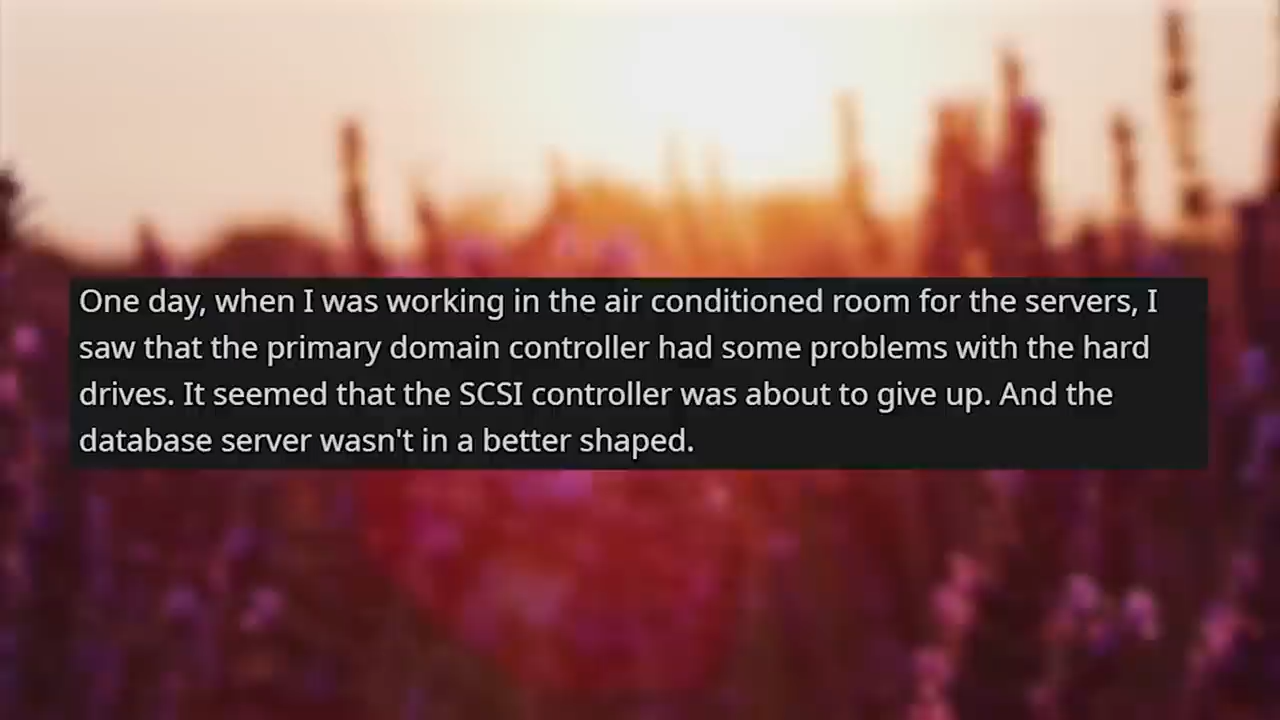 One day, when I was working in the air conditioned room for the servers, I
saw that the primary domain controller had some problems with the hard
drives. It seemed that the SCSI controller was about to give up. And the
database server wasn't in a better shaped.